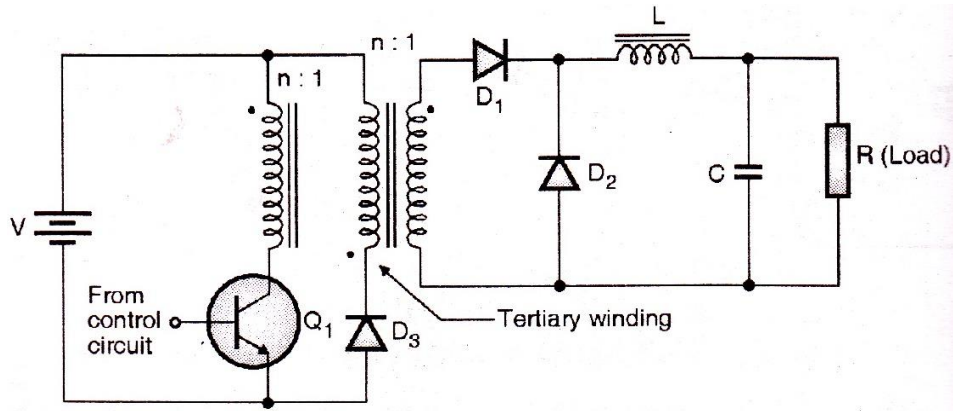 n : 1
L
n : 1
D1
R (Load)
D2
C
V
From
control
circuit
Q1
D3
Tertiary winding